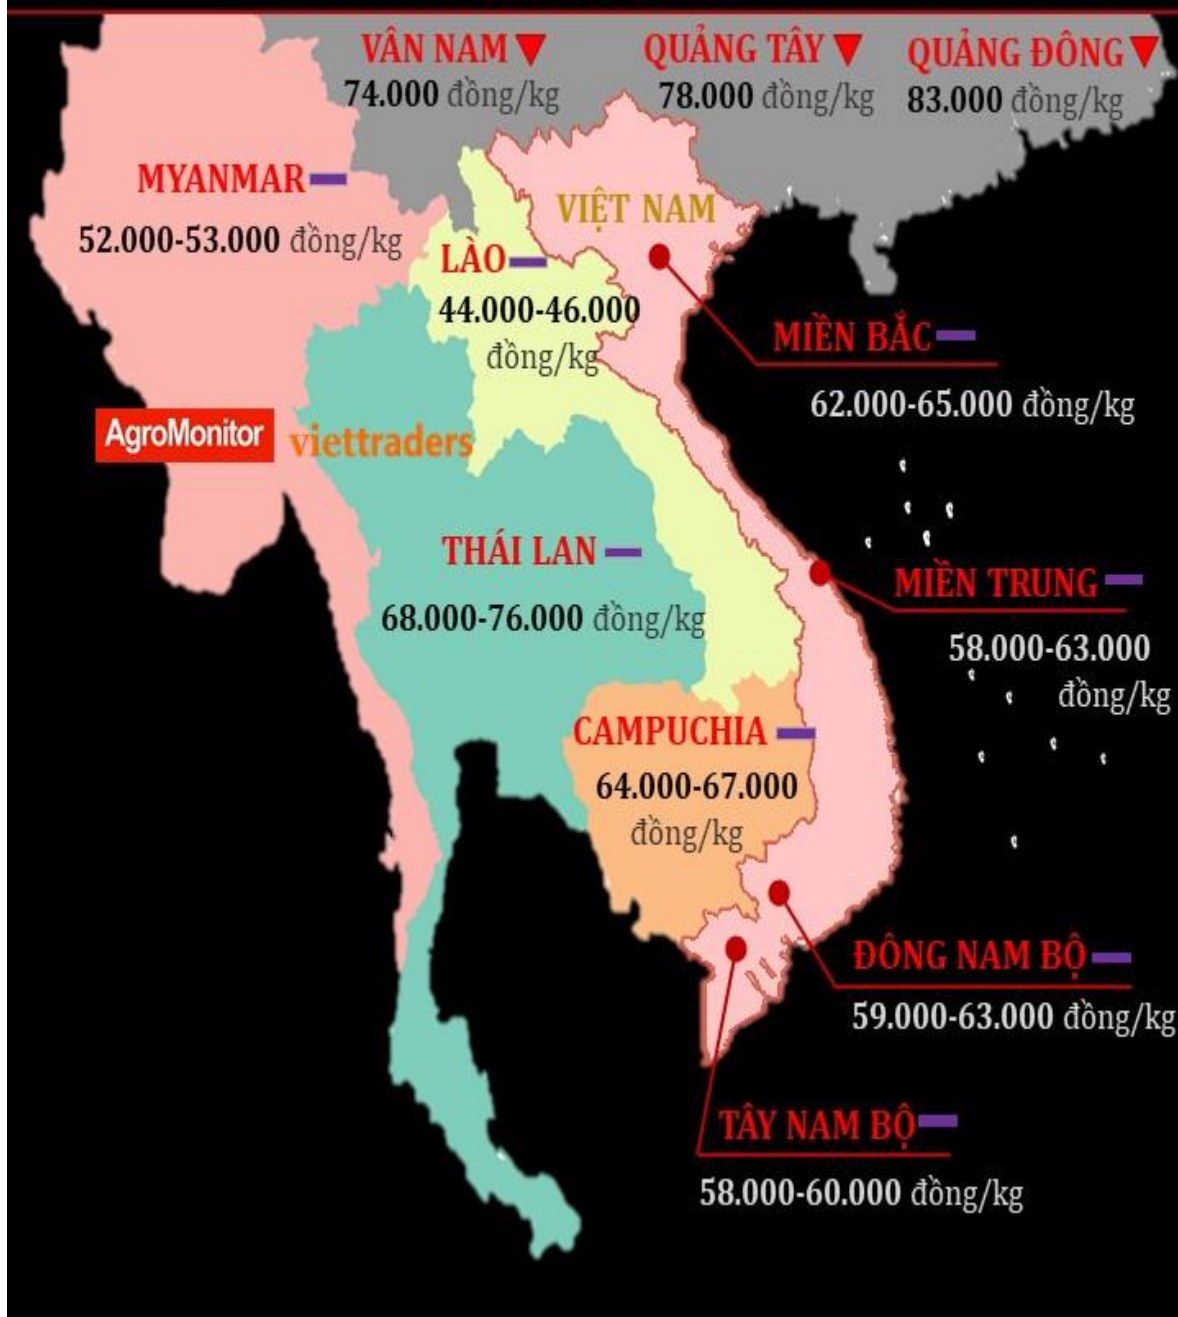 VÂN NAM
74.000 đồng/kg
QUẢNG TÂY
78.000 đồng/kg
QUẢNG ĐÔNG
83.000 đồng/kg
MYANMAR
52.000-53.000 đồng/kg
VIỆT NAM
LÀO
44.000-46.000
đồng/kg
MIỀN BẮC
62.000-65.000 đồng/kg
AgroMonitor
viettraders
THÁI LAN
68.000-76.000 đồng/kg
MIỀN TRUNG
58.000-63.000
đồng/kg
CAMPUCHIA
64.000-67.000
đồng/kg
ĐÔNG NAM BỘ
59.000-63.000 đồng/kg
TÂY NAM BỘ
58.000-60.000 đồng/kg